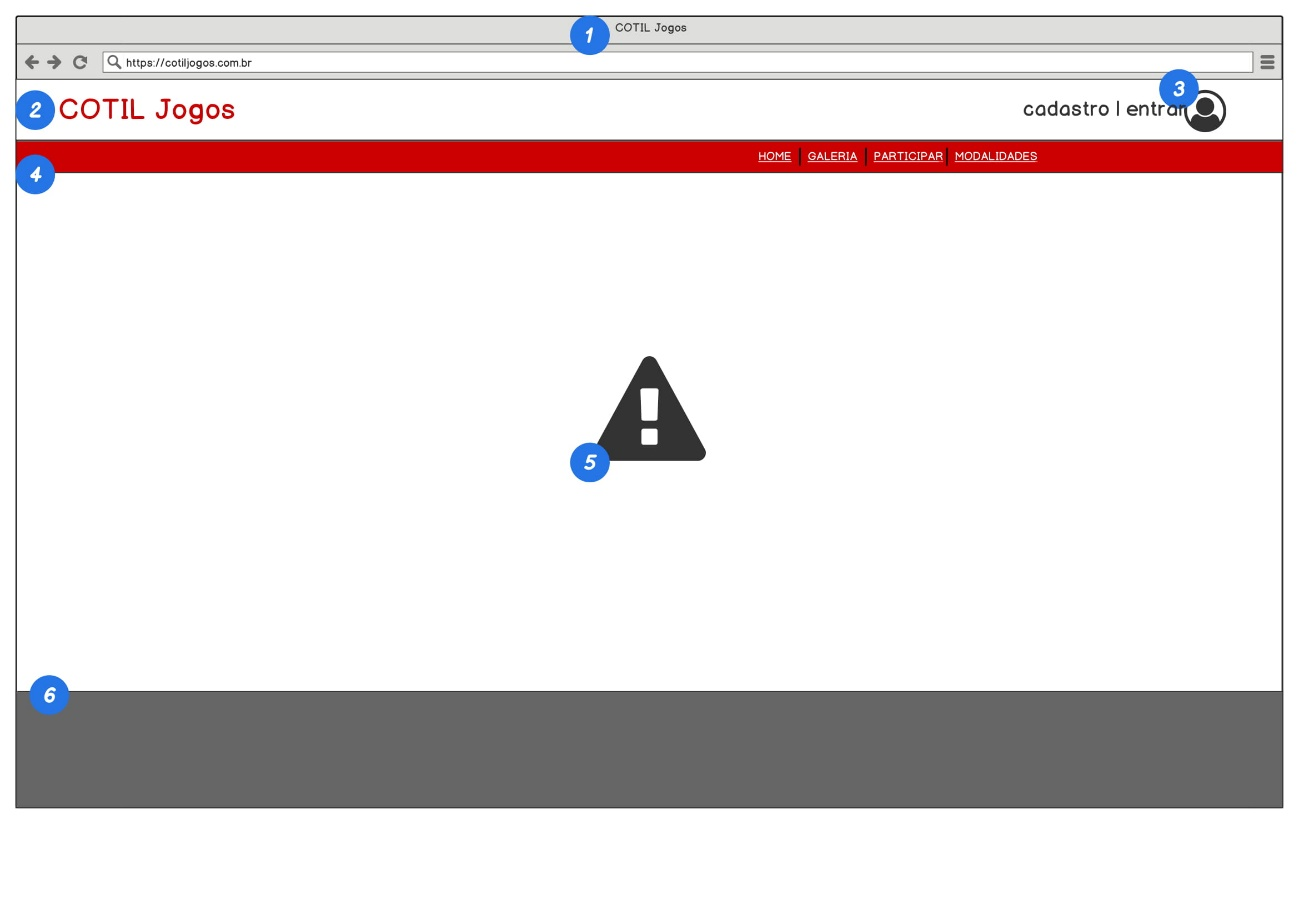 1 COTIL Jogos
https://cotiljogos.com.br
3
2 COTIL Jogos cadastro | entrar
HOME GALERIA PARTICIPAR MODALIDADES
4
!
5
6